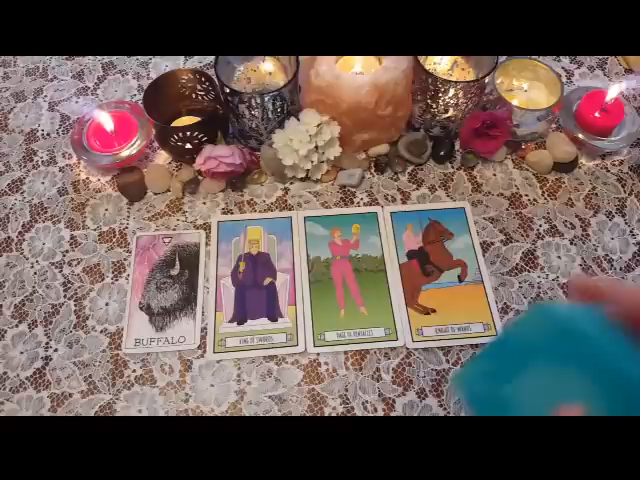 BUFFALO
KING OF SWORDS
PAGE OF PENTACLES
KNIGHT OF WANDS